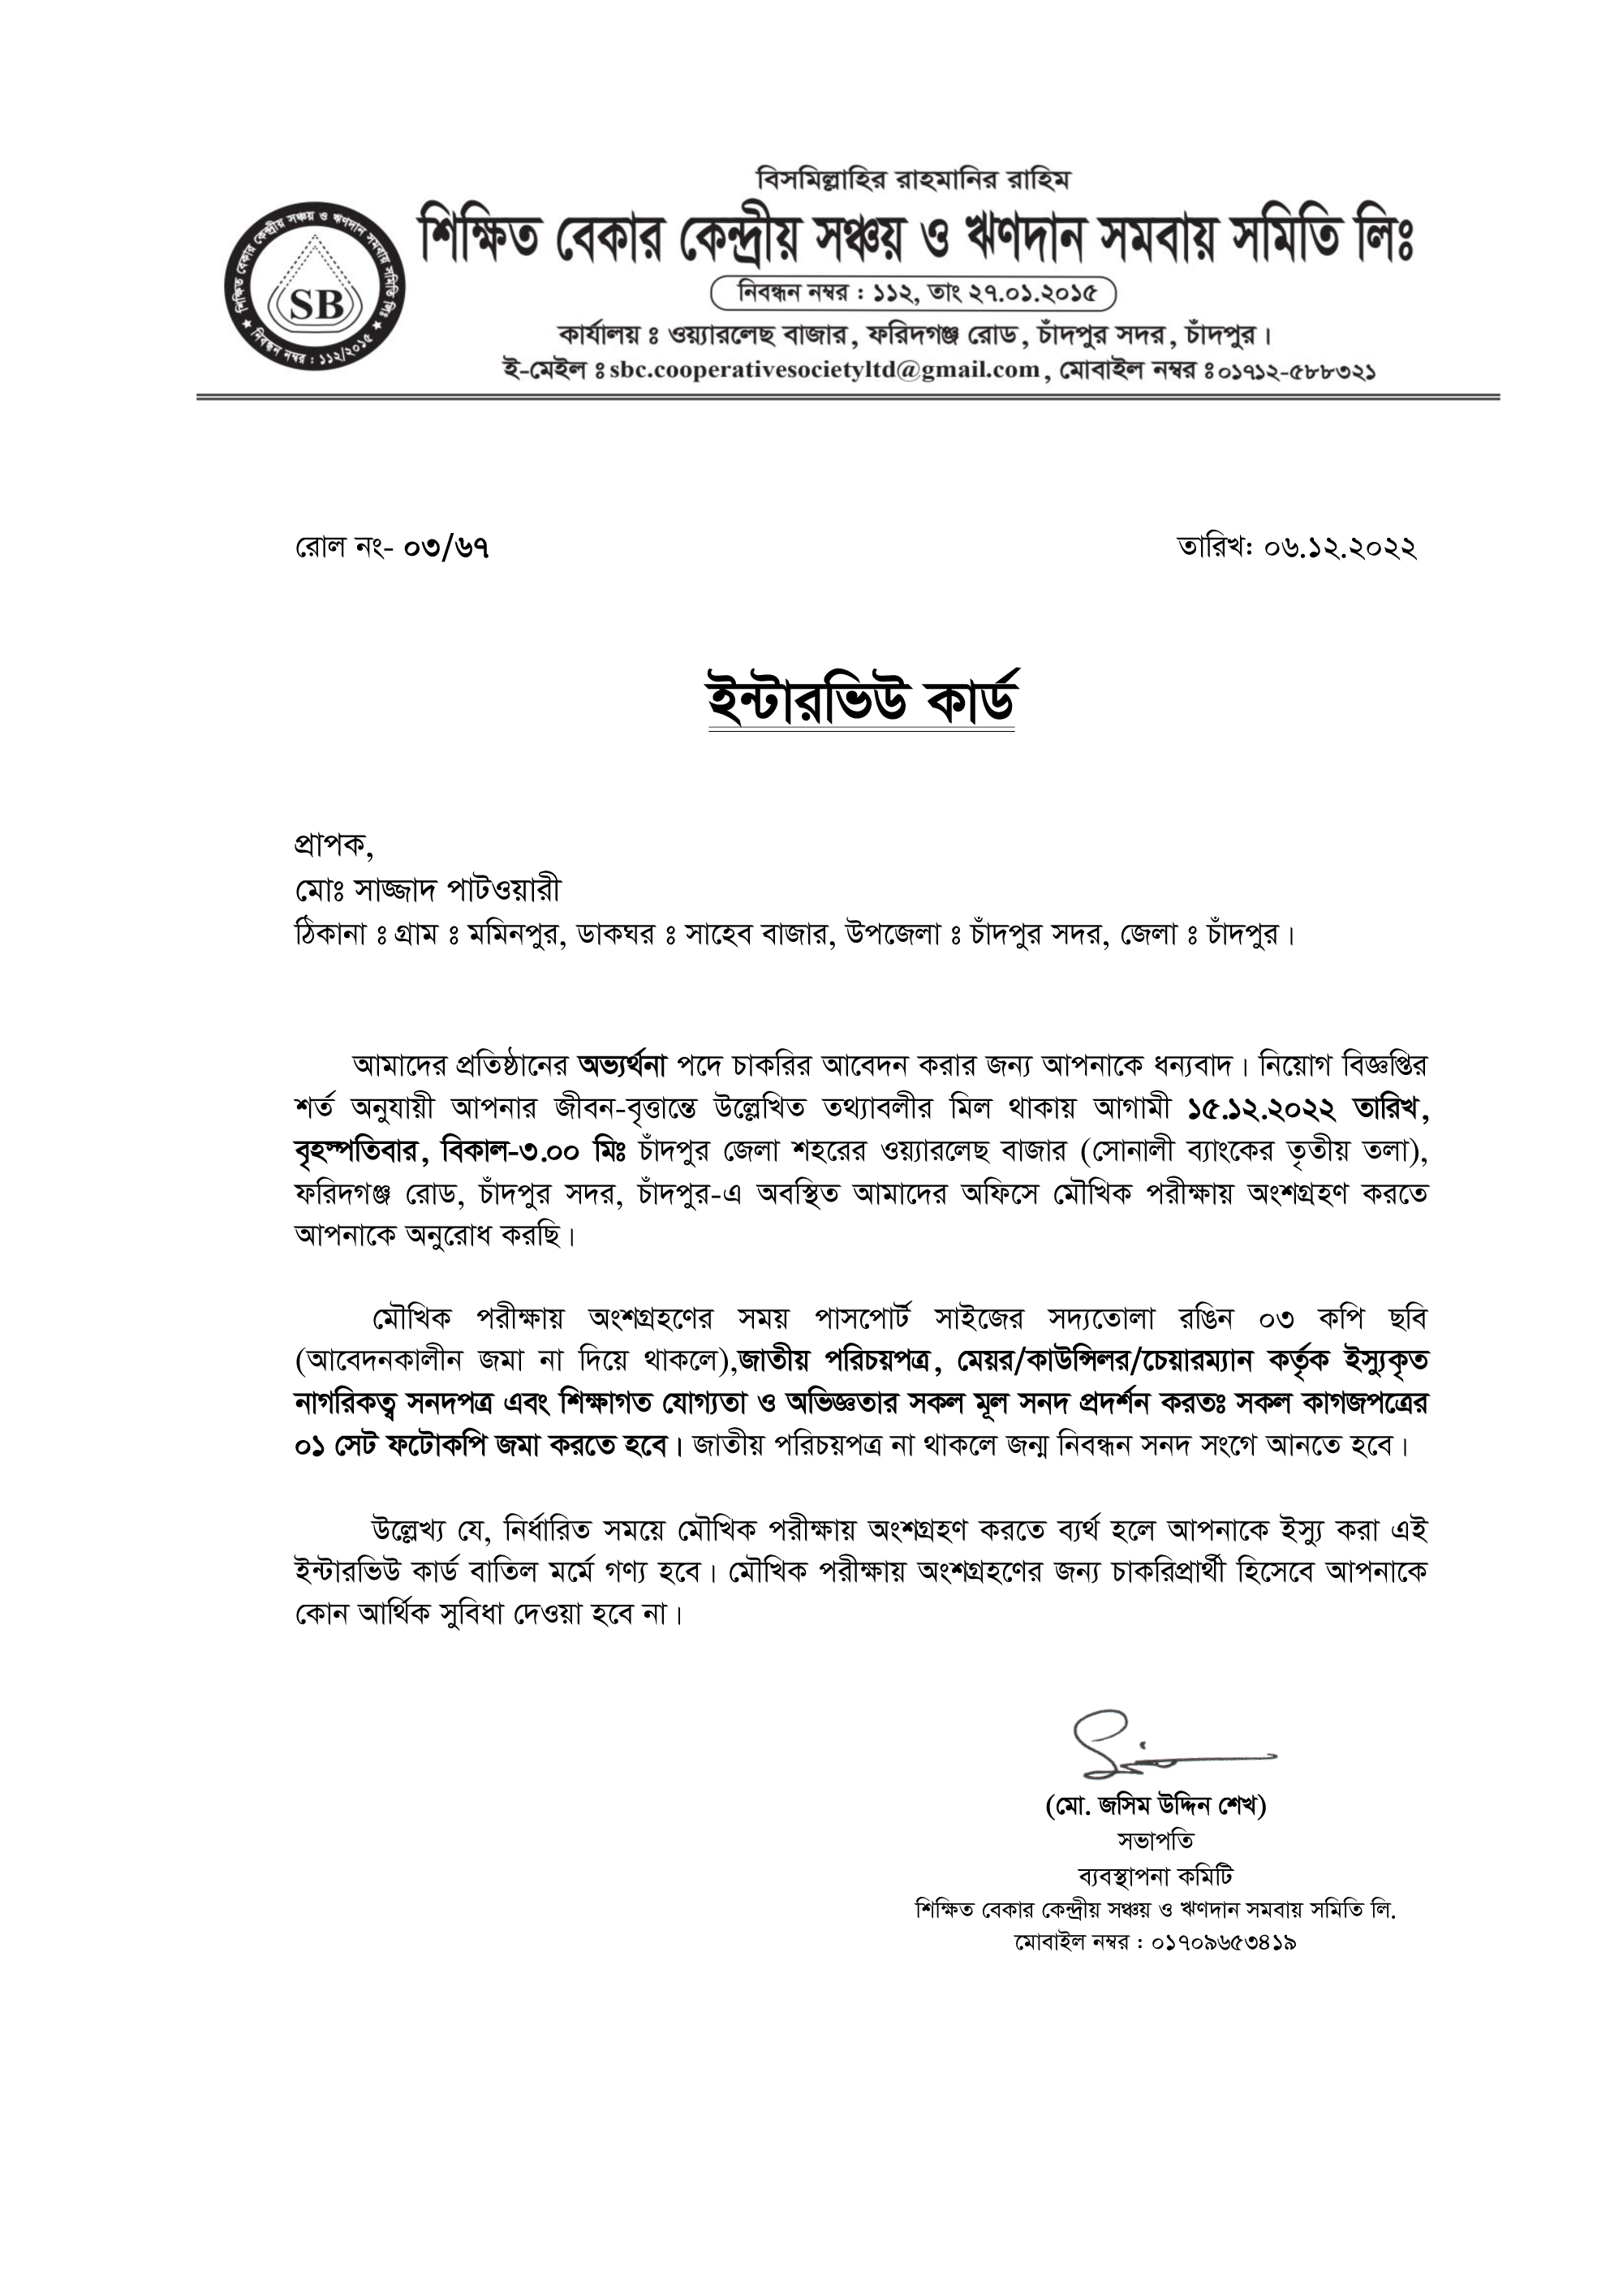 বিসমিল্লাহির রাহমানির রাহিম
শিক্ষিত বেকার কেন্দ্রীয় সঞ্চয় ও ঋণদান সমবায় সমিতি লিঃ
শিক্ষিত বেকার কেন্দ্রীয় সঞ্চয় ও ঋণদান সমবায় সমিতি লিঃ
SB
★ নিবন্ধন নম্বর : ১১২/২০১৫ ★
নিবন্ধন নম্বর : ১১২, তাং ২৭.০১.২০১৫
কার্যালয় ঃ ওয়্যারলেছ বাজার, ফরিদগঞ্জ রোড, চাঁদপুর সদর, চাঁদপুর।
ই-মেইল ঃ sbc.cooperativesocietyltd@gmail.com, মোবাইল নম্বর ঃ ০১৭১২-৫৮৮৩২১
রোল নং- ০৩/৬৭ তারিখ: ০৬.১২.২০২২
ইন্টারভিউ কার্ড
প্রাপক,
মোঃ সাজ্জাদ পাটওয়ারী
ঠিকানা ঃ গ্রাম ঃ মমিনপুর, ডাকঘর ঃ সাহেব বাজার, উপজেলা ঃ চাঁদপুর সদর, জেলা ঃ চাঁদপুর।
আমাদের প্রতিষ্ঠানের অভ্যর্থনা পদে চাকরির আবেদন করার জন্য আপনাকে ধন্যবাদ। নিয়োগ বিজ্ঞপ্তির
শর্ত অনুযায়ী আপনার জীবন-বৃত্তান্তে উল্লেখিত তথ্যাবলীর মিল থাকায় আগামী ১৫.১২.২০২২ তারিখ,
বৃহস্পতিবার, বিকাল-৩.০০ মিঃ চাঁদপুর জেলা শহরের ওয়্যারলেছ বাজার (সোনালী ব্যাংকের তৃতীয় তলা),
ফরিদগঞ্জ রোড, চাঁদপুর সদর, চাঁদপুর-এ অবস্থিত আমাদের অফিসে মৌখিক পরীক্ষায় অংশগ্রহণ করতে
আপনাকে অনুরোধ করছি।
মৌখিক পরীক্ষায় অংশগ্রহণের সময় পাসপোর্ট সাইজের সদ্যতোলা রঙিন ০৩ কপি ছবি
(আবেদনকালীন জমা না দিয়ে থাকলে),জাতীয় পরিচয়পত্র, মেয়র/কাউন্সিলর/চেয়ারম্যান কর্তৃক ইস্যুকৃত
নাগরিকত্ব সনদপত্র এবং শিক্ষাগত যোগ্যতা ও অভিজ্ঞতার সকল মূল সনদ প্রদর্শন করতঃ সকল কাগজপত্রের
০১ সেট ফটোকপি জমা করতে হবে। জাতীয় পরিচয়পত্র না থাকলে জন্ম নিবন্ধন সনদ সংগে আনতে হবে।
উল্লেখ্য যে, নির্ধারিত সময়ে মৌখিক পরীক্ষায় অংশগ্রহণ করতে ব্যর্থ হলে আপনাকে ইস্যু করা এই
ইন্টারভিউ কার্ড বাতিল মর্মে গণ্য হবে। মৌখিক পরীক্ষায় অংশগ্রহণের জন্য চাকরিপ্রার্থী হিসেবে আপনাকে
কোন আর্থিক সুবিধা দেওয়া হবে না।
(মো. জসিম উদ্দিন শেখ)
সভাপতি
ব্যবস্থাপনা কমিটি
শিক্ষিত বেকার কেন্দ্রীয় সঞ্চয় ও ঋণদান সমবায় সমিতি লি.
মোবাইল নম্বর : ০১৭০৯৬৫৩৪১৯